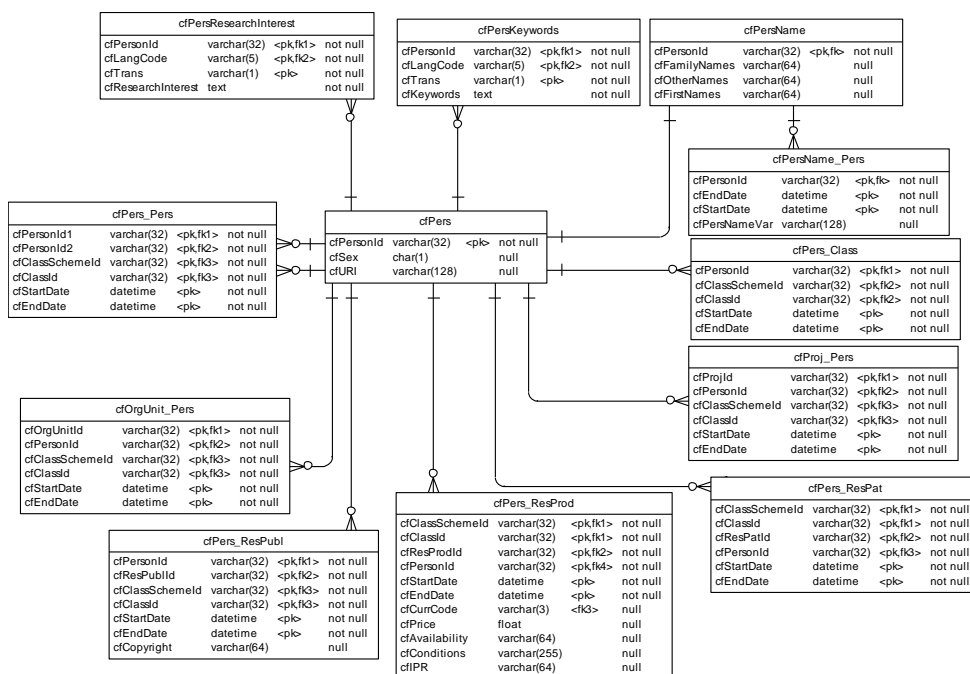 cfPersResearchInterest
cfPersonId varchar(32) <pk,fk1> not null
cfLangCode varchar(5) <pk,fk2> not null
cfTrans varchar(1) <pk> not null
cfResearchInterest text not null
cfPersKeywords
cfPersonId varchar(32) <pk,fk1> not null
cfLangCode varchar(5) <pk,fk2> not null
cfTrans varchar(1) <pk> not null
cfKeywords text not null
cfPersName
cfPersonId varchar(32) <pk,fk> not null
cfFamilyNames varchar(64) null
cfOtherNames varchar(64) null
cfFirstNames varchar(64) null
cfPersName_Pers
cfPersonId varchar(32) <pk,fk> not null
cfEndDate datetime <pk> not null
cfStartDate datetime <pk> not null
cfPersNameVar varchar(128) null
cfPers_Pers
cfPersonId1 varchar(32) <pk,fk1> not null
cfPersonId2 varchar(32) <pk,fk2> not null
cfClassSchemeId varchar(32) <pk,fk3> not null
cfClassId varchar(32) <pk,fk3> not null
cfStartDate datetime <pk> not null
cfEndDate datetime <pk> not null
cfPers
cfPersonId varchar(32) <pk> not null
cfSex char(1) null
cfURI varchar(128) null
cfPers_Class
cfPersonId varchar(32) <pk,fk1> not null
cfClassSchemeId varchar(32) <pk,fk2> not null
cfClassId varchar(32) <pk,fk2> not null
cfStartDate datetime <pk> not null
cfEndDate datetime <pk> not null
cfProj_Pers
cfProjId varchar(32) <pk,fk1> not null
cfPersonId varchar(32) <pk,fk2> not null
cfClassSchemeId varchar(32) <pk,fk3> not null
cfClassId varchar(32) <pk,fk3> not null
cfStartDate datetime <pk> not null
cfEndDate datetime <pk> not null
cfOrgUnit_Pers
cfOrgUnitId varchar(32) <pk,fk1> not null
cfPersonId varchar(32) <pk,fk2> not null
cfClassSchemeId varchar(32) <pk,fk3> not null
cfClassId varchar(32) <pk,fk3> not null
cfStartDate datetime <pk> not null
cfEndDate datetime <pk> not null
cfPers_ResPubl
cfPersonId varchar(32) <pk,fk1> not null
cfResPublId varchar(32) <pk,fk2> not null
cfClassSchemeId varchar(32) <pk,fk3> not null
cfClassId varchar(32) <pk,fk3> not null
cfStartDate datetime <pk> not null
cfEndDate datetime <pk> not null
cfCopyright varchar(64) null
cfPers_ResProd
cfClassSchemeId varchar(32) <pk,fk1> not null
cfClassId varchar(32) <pk,fk1> not null
cfResProdId varchar(32) <pk,fk2> not null
cfPersonId varchar(32) <pk,fk4> not null
cfStartDate datetime <pk> not null
cfEndDate datetime <pk> not null
cfCurrCode varchar(3) <fk3> null
cfPrice float null
cfAvailability varchar(64) null
cfConditions varchar(255) null
cfIPR varchar(64) null
cfPers_ResPat
cfClassSchemeId varchar(32) <pk,fk1> not null
cfClassId varchar(32) <pk,fk1> not null
cfResPatId varchar(32) <pk,fk2> not null
cfPersonId varchar(32) <pk,fk3> not null
cfStartDate datetime <pk> not null
cfEndDate datetime <pk> not null